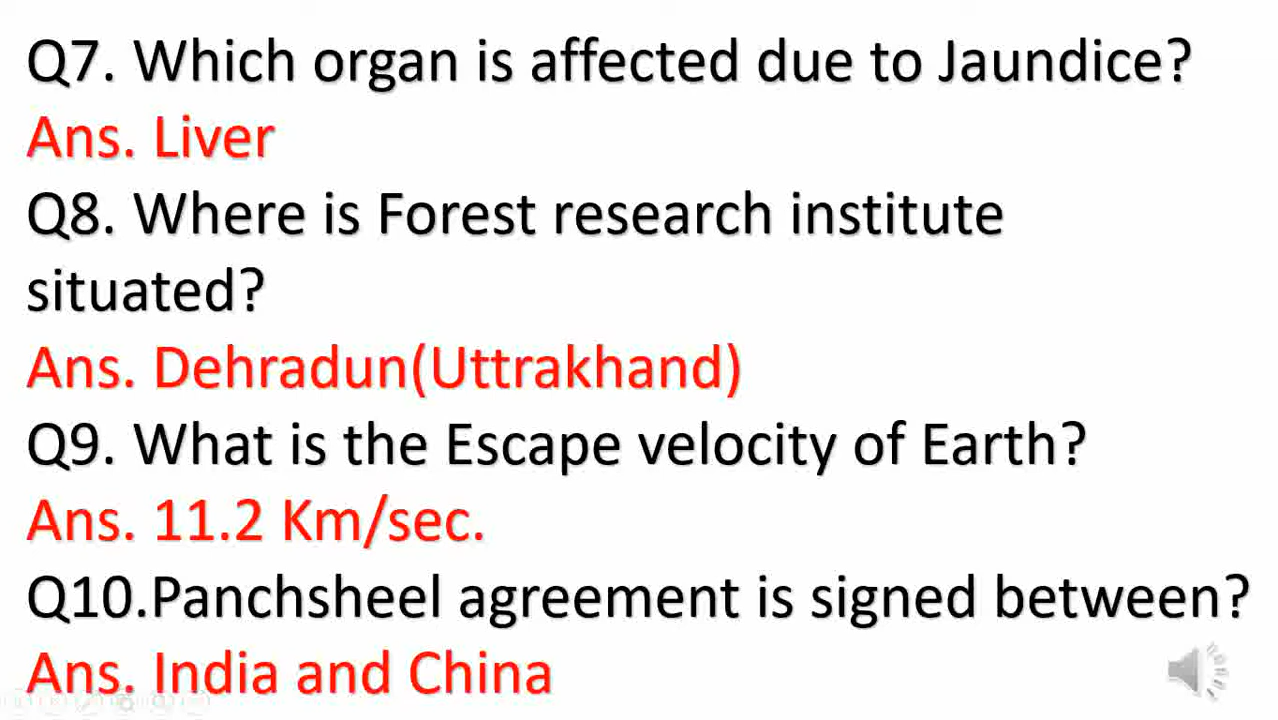 Q7. Which organ is affected due to Jaundice?
Ans. Liver
Q8. Where is Forest research institute
situated?
Ans. Dehradun(Uttrakhand)
Q9. What is the Escape velocity of Earth?
Ans. 11.2 Km/sec.
Q10.Panchsheel agreement is signed between?
Ans. India and China